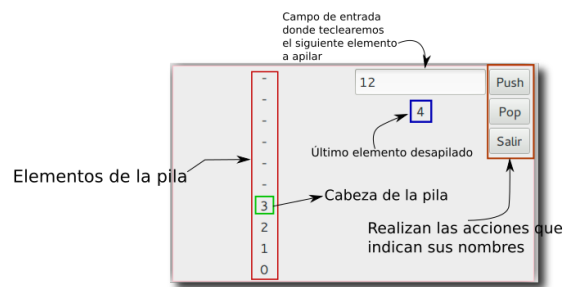 Campo de entrada
donde teclearemos
el siguiente elemento
a apilar
12
Push
-
-
4
Pop
-
-
Último elemento desapilado
Salir
-
Elementos de la pila
-
3
Cabeza de la pila
2
Realizan las acciones que
indican sus nombres
1
0